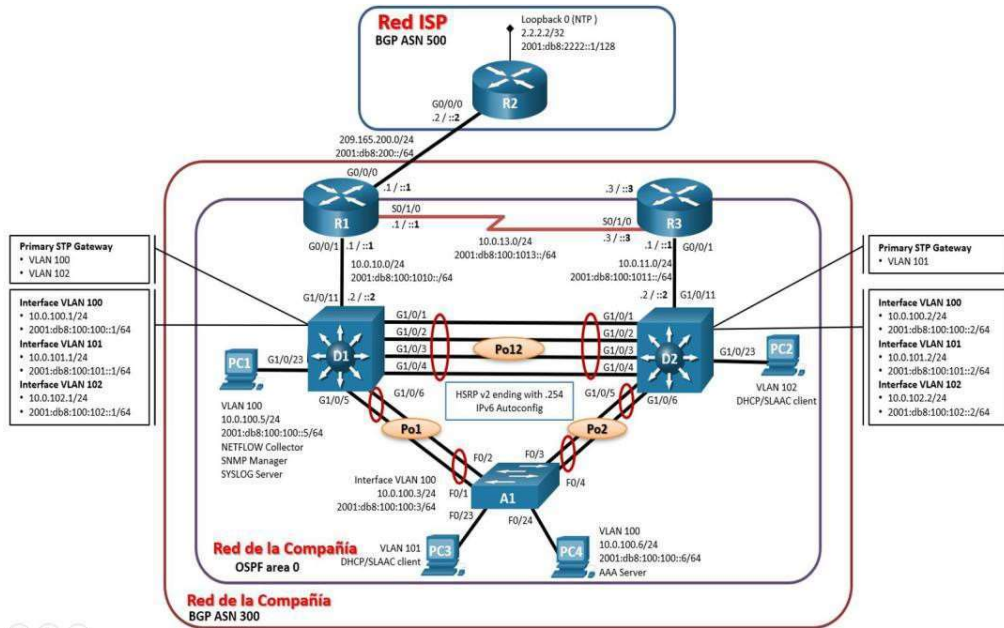 Red ISP
BGP ASN 500
Loopback 0 (NTP )
2.2.2.2/32
2001:db8:2222::1/128
R2
G0/0/0
.2 / ::2
209.165.200.0/24
2001:db8:200::/64
G0/0/0
.1 / ::1
R1
S0/1/0
.1 / ::1
10.0.13.0/24
2001:db8:100:1013::/64
.3 / ::3
R3
S0/1/0
.3 / ::3
G0/0/1
.1 / ::1
10.0.10.0/24
2001:db8:100:1010::/64
.2 / ::2
G1/0/11
.1 / ::1
G0/0/1
10.0.11.0/24
2001:db8:100:1011::/64
.2 / ::2
G1/0/11
Primary STP Gateway
• VLAN 100
• VLAN 102
Interface VLAN 100
• 10.0.100.1/24
• 2001:db8:100:100::1/64
Interface VLAN 101
• 10.0.101.1/24
• 2001:db8:100:101::1/64
Interface VLAN 102
• 10.0.102.1/24
• 2001:db8:100:102::1/64
Primary STP Gateway
• VLAN 101
Interface VLAN 100
• 10.0.100.2/24
• 2001:db8:100:100::2/64
Interface VLAN 101
• 10.0.101.2/24
• 2001:db8:100:101::2/64
Interface VLAN 102
• 10.0.102.2/24
• 2001:db8:100:102::2/64
G1/0/1
G1/0/2
G1/0/3
G1/0/4
Po12
G1/0/1
G1/0/2
G1/0/3
G1/0/4
D1
D2
PC1
G1/0/23
VLAN 100
10.0.100.5/24
2001:db8:100:100::5/64
NETFLOW Collector
SNMP Manager
SYSLOG Server
G1/0/23
PC2
VLAN 102
DHCP/SLAAC client
G1/0/5
G1/0/6
HSRP v2 ending with .254
IPv6 Autoconfig
G1/0/5
G1/0/6
Po1
Po2
F0/2
F0/1
F0/3
F0/4
A1
Interface VLAN 100
10.0.100.3/24
2001:db8:100:100:3/64
F0/23
F0/24
PC3
VLAN 101
DHCP/SLAAC client
PC4
VLAN 100
10.0.100.6/24
2001:db8:100:100::6/64
AAA Server
Red de la Compañía
OSPF area 0
Red de la Compañía
BGP ASN 300